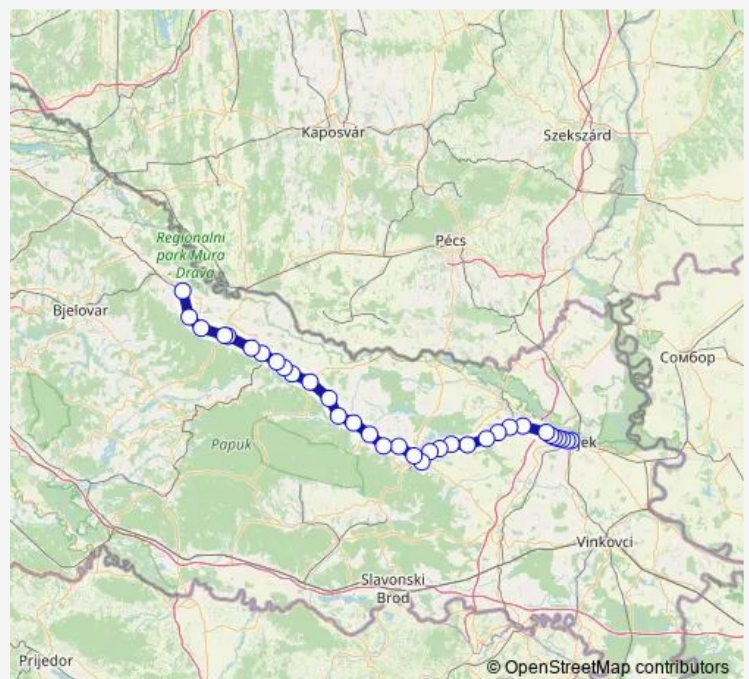 Kaposvár
Szekszárd
Regionalni
park Mura
- Drava
Pécs
Bjelovar
Сомбор
Papuk
jek
Vinkovci
Slavonski
Brod
Prijedor
© OpenStreetMap contributors